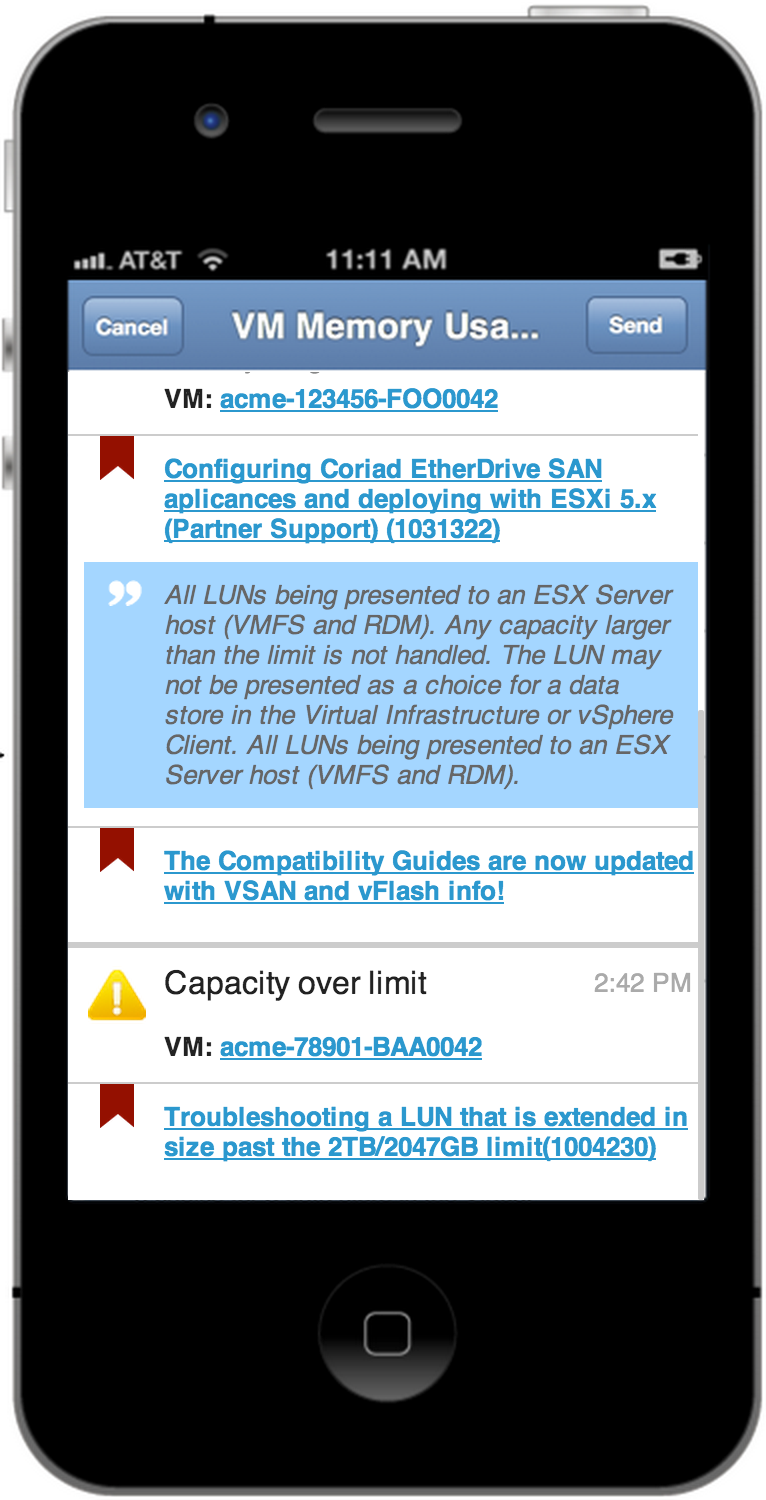 AT&T 11:11 AM
Cancel VM Memory Usa... Send
VM: acme-123456-FOO0042
Configuring Coriad EtherDrive SAN
aplicances and deploying with ESXi 5.x
(Partner Support) (1031322)
All LUNs being presented to an ESX Server
host (VMFS and RDM). Any capacity larger
than the limit is not handled. The LUN may
not be presented as a choice for a data
store in the Virtual Infrastructure or vSphere
Client. All LUNs being presented to an ESX
Server host (VMFS and RDM).
The Compatibility Guides are now updated
with VSAN and vFlash info!
Capacity over limit 2:42 PM
VM: acme-78901-BAA0042
Troubleshooting a LUN that is extended in
size past the 2TB/2047GB limit(1004230)